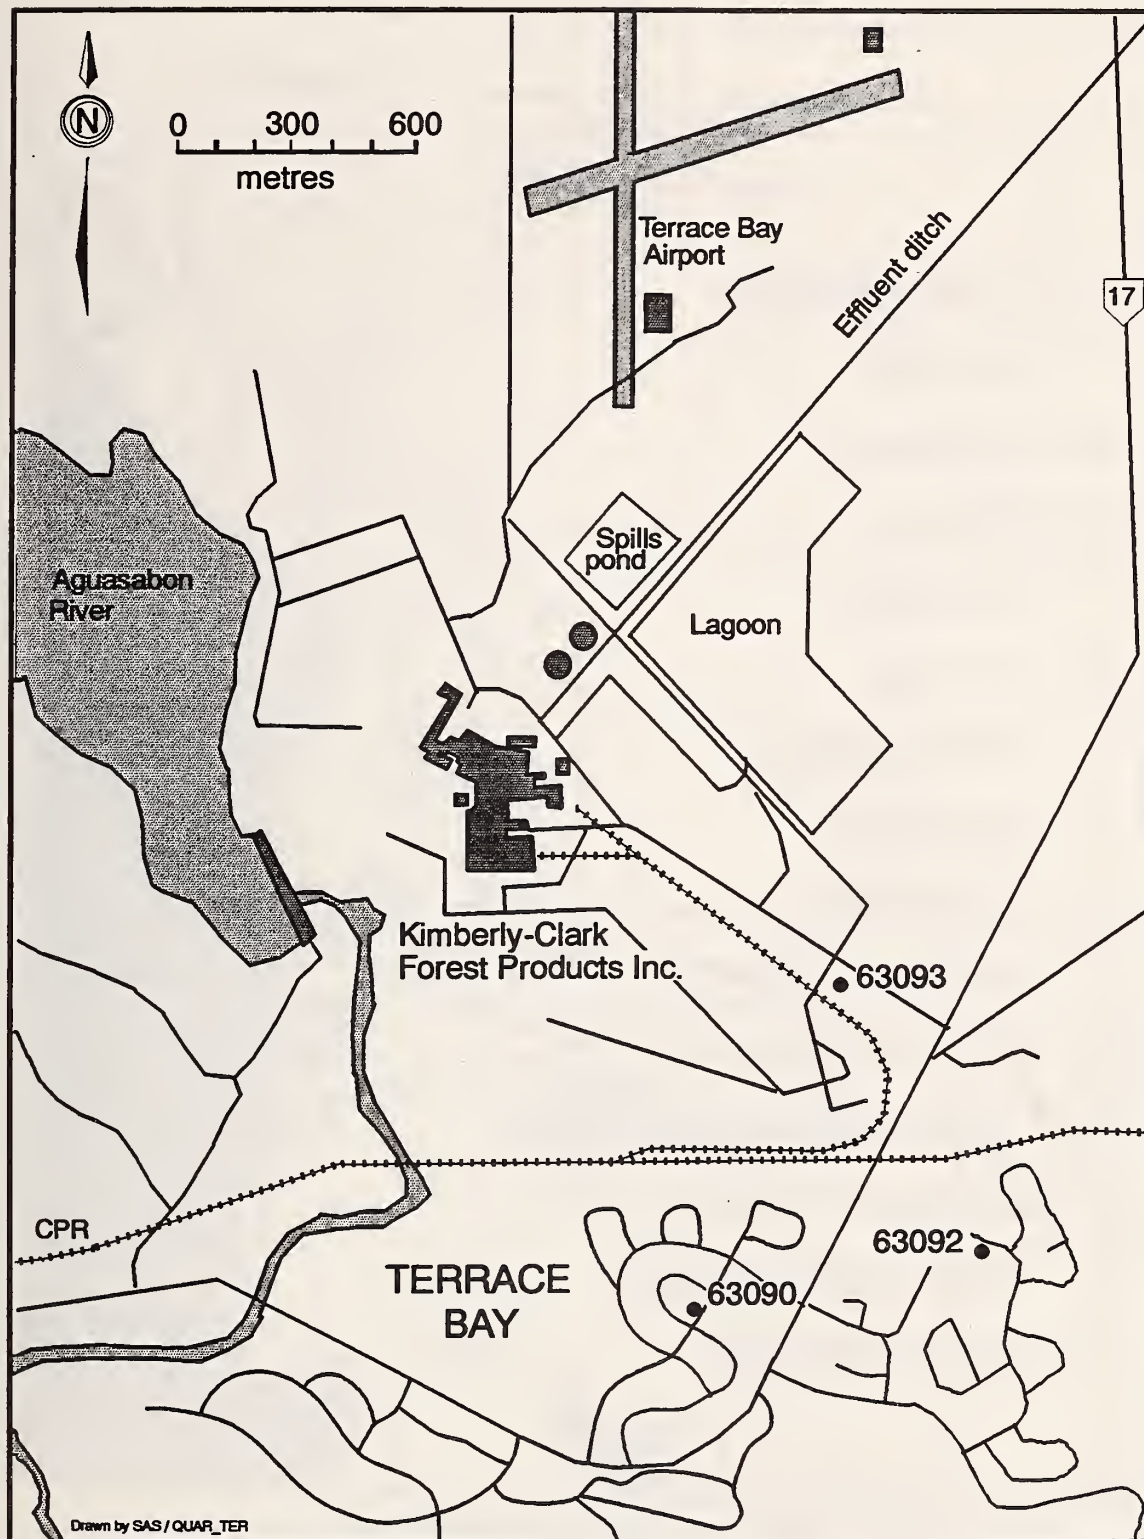 N
0 300 600
metres
Terrace Bay
Airport
Effluent ditch
17
Spills
pond
Aguasabon
River
Lagoon
Kimberly-Clark
Forest Products Inc.
63093
CPR
63092
TERRACE
BAY
63090
Drawn by SAS / QUAR_TER